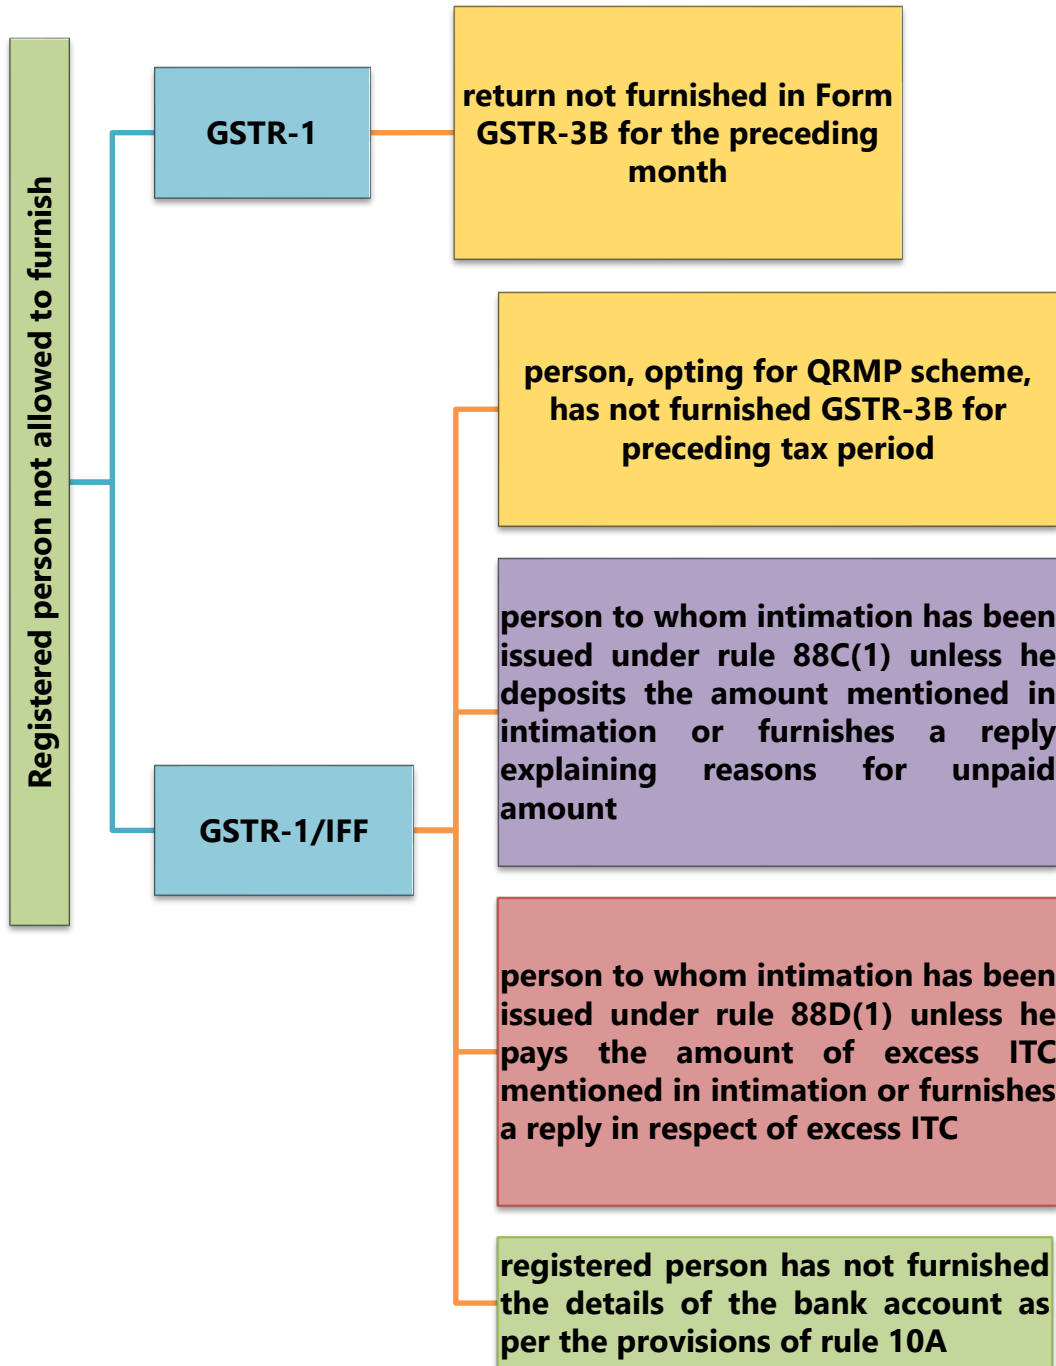 Registered person not allowed to furnish
GSTR-1
return not furnished in Form
GSTR-3B for the preceding
month
GSTR-1/IFF
person, opting for QRMP scheme,
has not furnished GSTR-3B for
preceding tax period
person to whom intimation has been
issued under rule 88C(1) unless he
deposits the amount mentioned in
intimation or furnishes a reply
explaining reasons for unpaid
amount
person to whom intimation has been
issued under rule 88D(1) unless he
pays the amount of excess ITC
mentioned in intimation or furnishes
a reply in respect of excess ITC
registered person has not furnished
the details of the bank account as
per the provisions of rule 10A